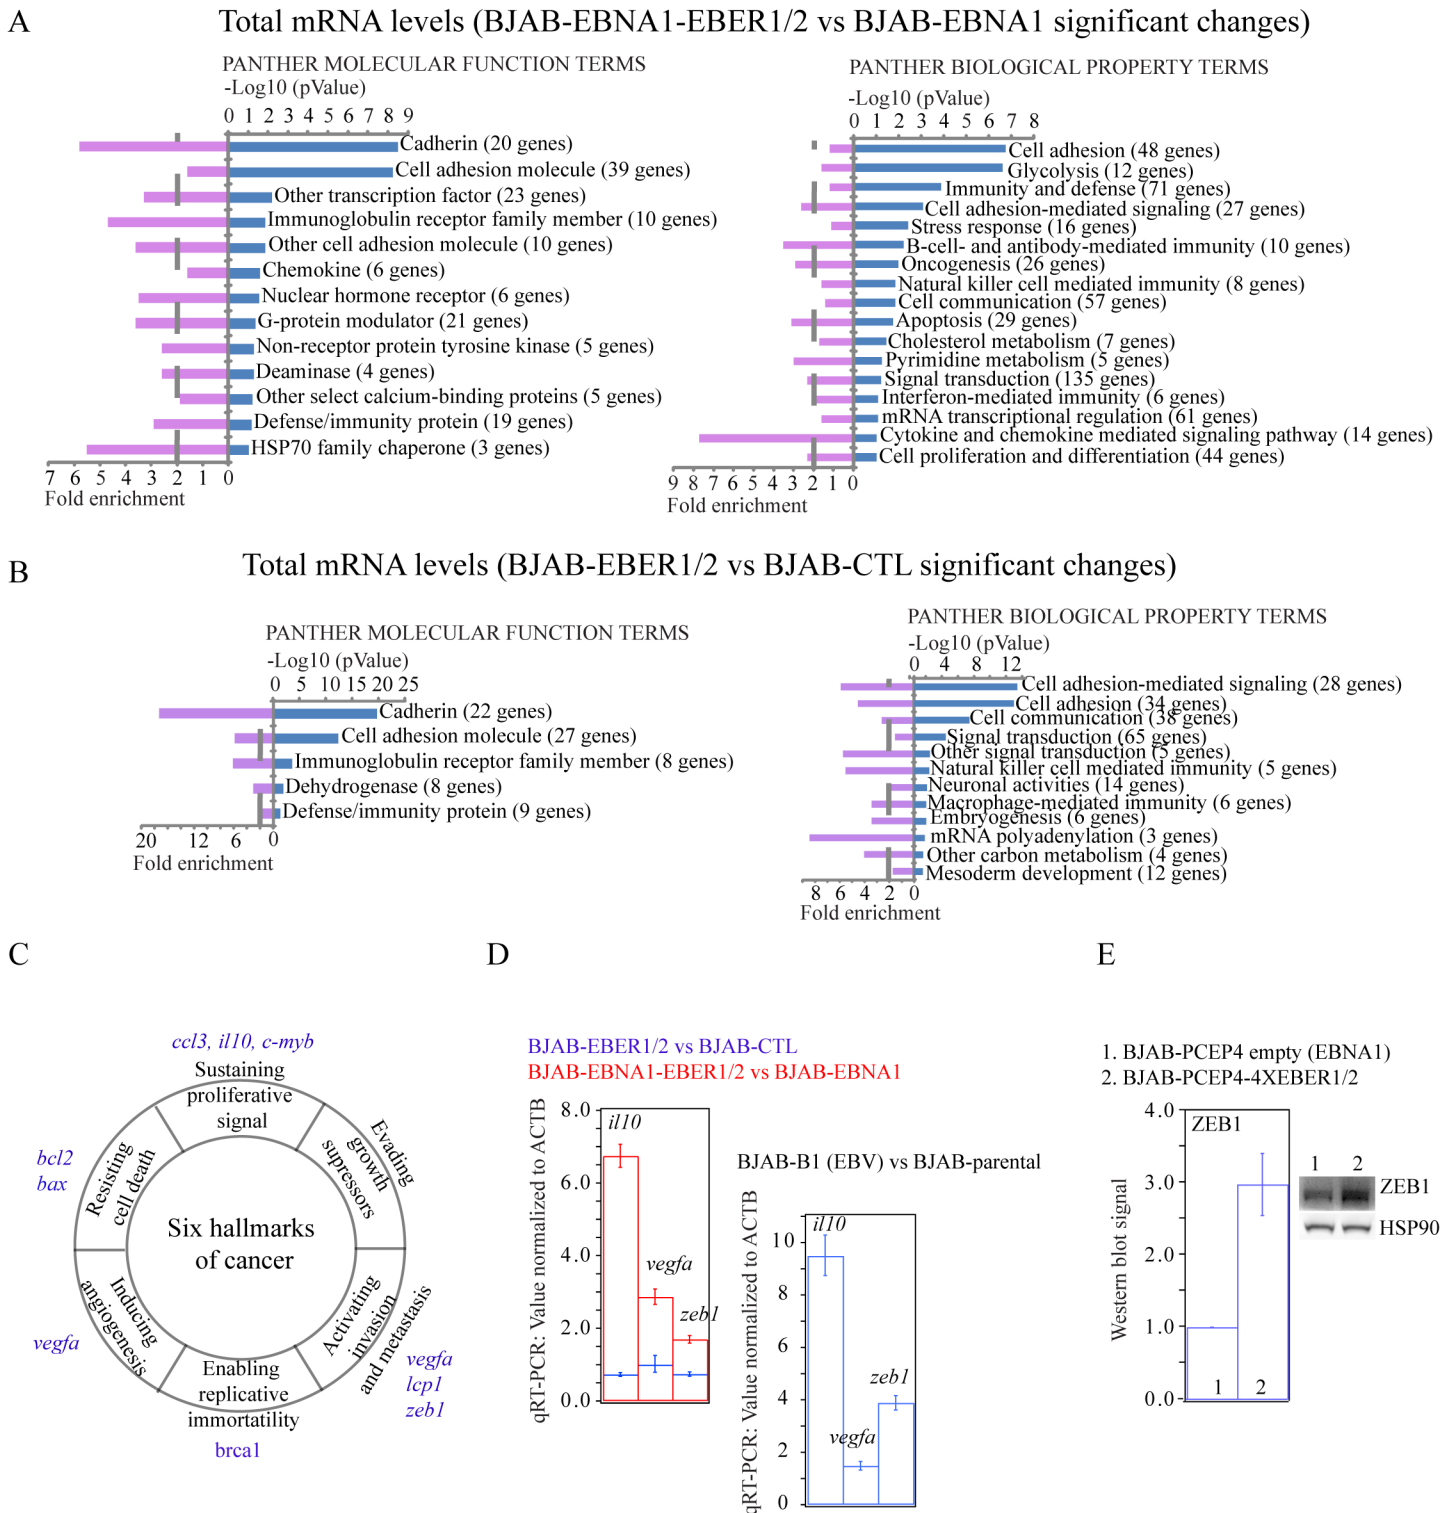 A
Total mRNA levels (BJAB-EBNA1-EBER1/2 vs BJAB-EBNA1 significant changes)
PANTHER MOLECULAR FUNCTION TERMS
-Log10 (pValue)
0 1 2 3 4 5 6 7 8 9
Cadherin (20 genes)
Cell adhesion molecule (39 genes)
Other transcription factor (23 genes)
Immunoglobulin receptor family member (10 genes)
Other cell adhesion molecule (10 genes)
Chemokine (6 genes)
Nuclear hormone receptor (6 genes)
G-protein modulator (21 genes)
Non-receptor protein tyrosine kinase (5 genes)
Deaminase (4 genes)
Other select calcium-binding proteins (5 genes)
Defense/immunity protein (19 genes)
HSP70 family chaperone (3 genes)
7 6 5 4 3 2 1 0
Fold enrichment
PANTHER BIOLOGICAL PROPERTY TERMS
-Log10 (pValue)
0 1 2 3 4 5 6 7 8
Cell adhesion (48 genes)
Glycolysis (12 genes)
Immunity and defense (71 genes)
Cell adhesion-mediated signaling (27 genes)
Stress response (16 genes)
B-cell- and antibody-mediated immunity (10 genes)
Oncogenesis (26 genes)
Natural killer cell mediated immunity (8 genes)
Cell communication (57 genes)
Apoptosis (29 genes)
Cholesterol metabolism (7 genes)
Pyrimidine metabolism (5 genes)
Signal transduction (135 genes)
Interferon-mediated immunity (6 genes)
mRNA transcriptional regulation (61 genes)
Cytokine and chemokine mediated signaling pathway (14 genes)
Cell proliferation and differentiation (44 genes)
9 8 7 6 5 4 3 2 1 0
Fold enrichment
B
Total mRNA levels (BJAB-EBER1/2 vs BJAB-CTL significant changes)
PANTHER MOLECULAR FUNCTION TERMS
-Log10 (pValue)
0 5 10 15 20 25
Cadherin (22 genes)
Cell adhesion molecule (27 genes)
Immunoglobulin receptor family member (8 genes)
Dehydrogenase (8 genes)
Defense/immunity protein (9 genes)
20 12 6 0
Fold enrichment
PANTHER BIOLOGICAL PROPERTY TERMS
-Log10 (pValue)
0 4 8 12
Cell adhesion-mediated signaling (28 genes)
Cell adhesion (34 genes)
Cell communication (38 genes)
Signal transduction (65 genes)
Other signal transduction (5 genes)
Natural killer cell mediated immunity (5 genes)
Neuronal activities (14 genes)
Macrophage-mediated immunity (6 genes)
Embryogenesis (6 genes)
mRNA polyadenylation (3 genes)
Other carbon metabolism (4 genes)
Mesoderm development (12 genes)
8 6 4 2 0
Fold enrichment
C
ccl3, il10, c-myb
Sustaining
proliferative
signal
Evading
growth
supressors
Activating
invasion
and metastasis
vegfa
lcp1
zeb1
Enabling
replicative
immortatility
brca1
Inducing
angiogenesis
vegfa
Resisting
cell death
bcl2
bax
Six hallmarks
of cancer
D
BJAB-EBER1/2 vs BJAB-CTL
BJAB-EBNA1-EBER1/2 vs BJAB-EBNA1
qRT-PCR: Value normalized to ACTB
8.0
6.0
4.0
2.0
0.0
il10
vegfa
zeb1
BJAB-B1 (EBV) vs BJAB-parental
qRT-PCR: Value normalized to ACTB
10
8
6
4
2
0
il10
vegfa
zeb1
E
1. BJAB-PCEP4 empty (EBNA1)
2. BJAB-PCEP4-4XEBER1/2
Western blot signal
4.0
3.0
2.0
1.0
0.0
ZEB1
1 2
1 2
ZEB1
HSP90